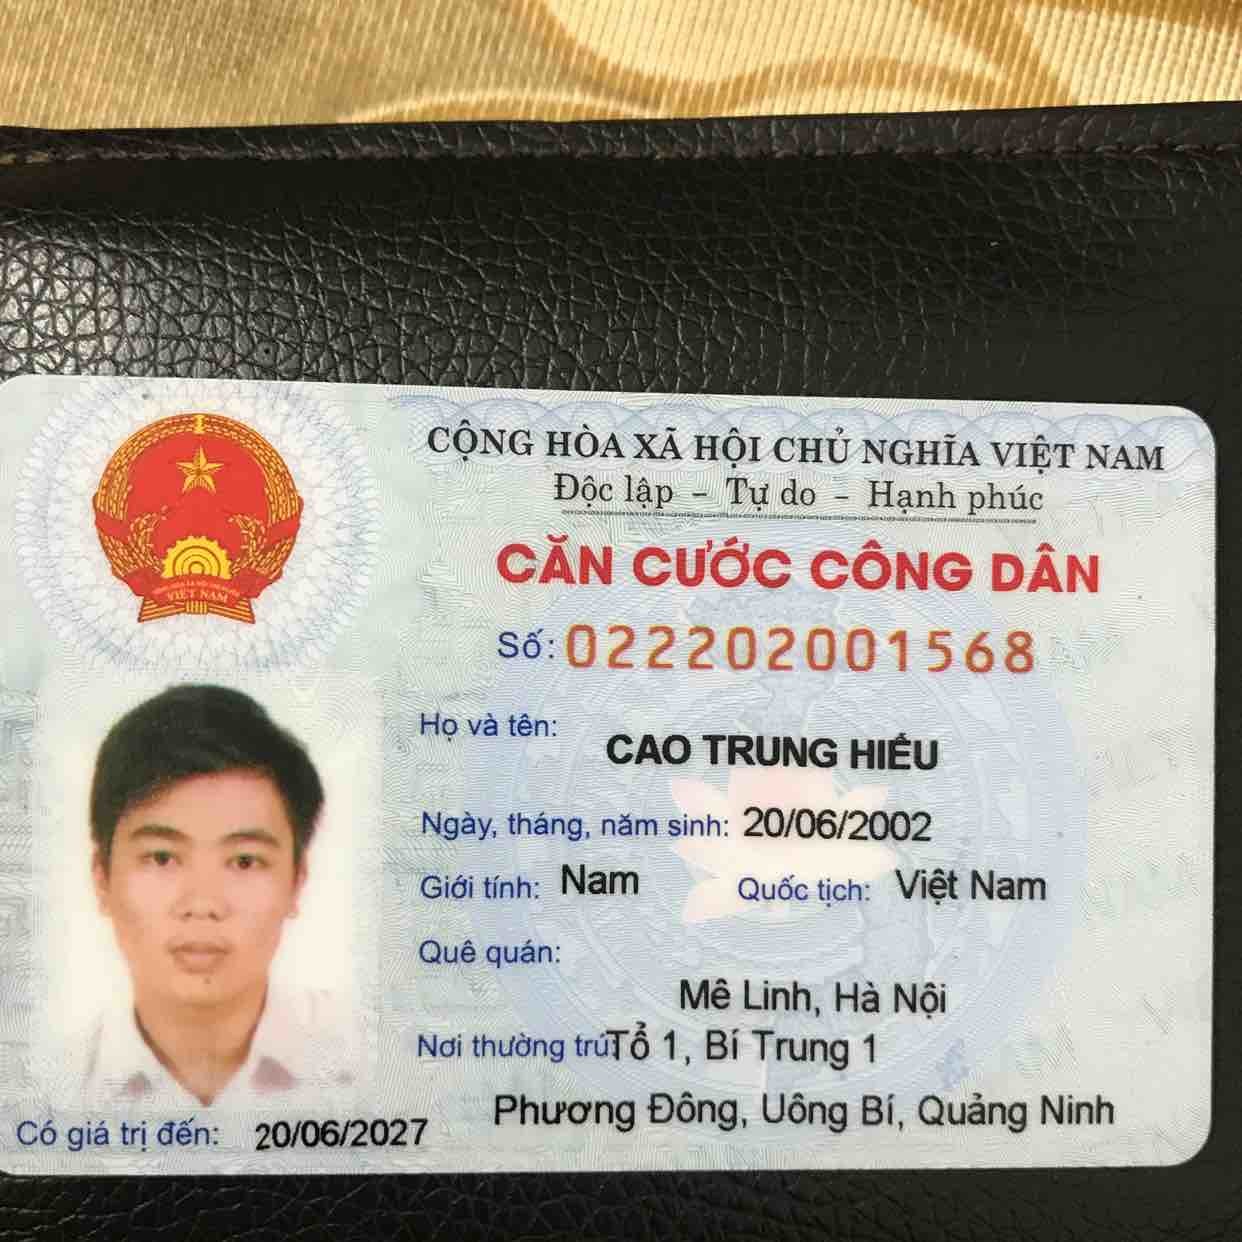 CỘNG HÒA XÃ HỘI CHỦ NGHĨA VIỆT NAM
Độc lập – Tự do – Hạnh phúc
CĂN CƯỚC CÔNG DÂN
Số: 022202001568
Họ và tên:
CAO TRUNG HIẾU
Ngày, tháng, năm sinh: 20/06/2002
Giới tính: Nam Quốc tịch: Việt Nam
Quê quán:
Mê Linh, Hà Nội
Nơi thường trú: Tổ 1, Bí Trung 1
Phương Đông, Uông Bí, Quảng Ninh
Có giá trị đến: 20/06/2027
VIỆT NAM